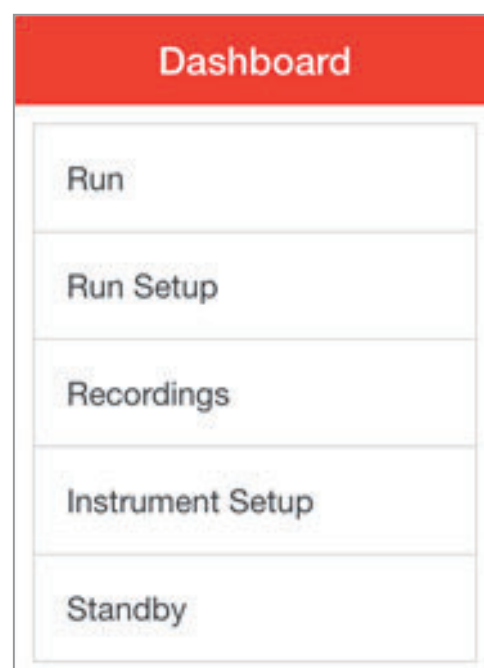 Dashboard
Run
Run Setup
Recordings
Instrument Setup
Standby